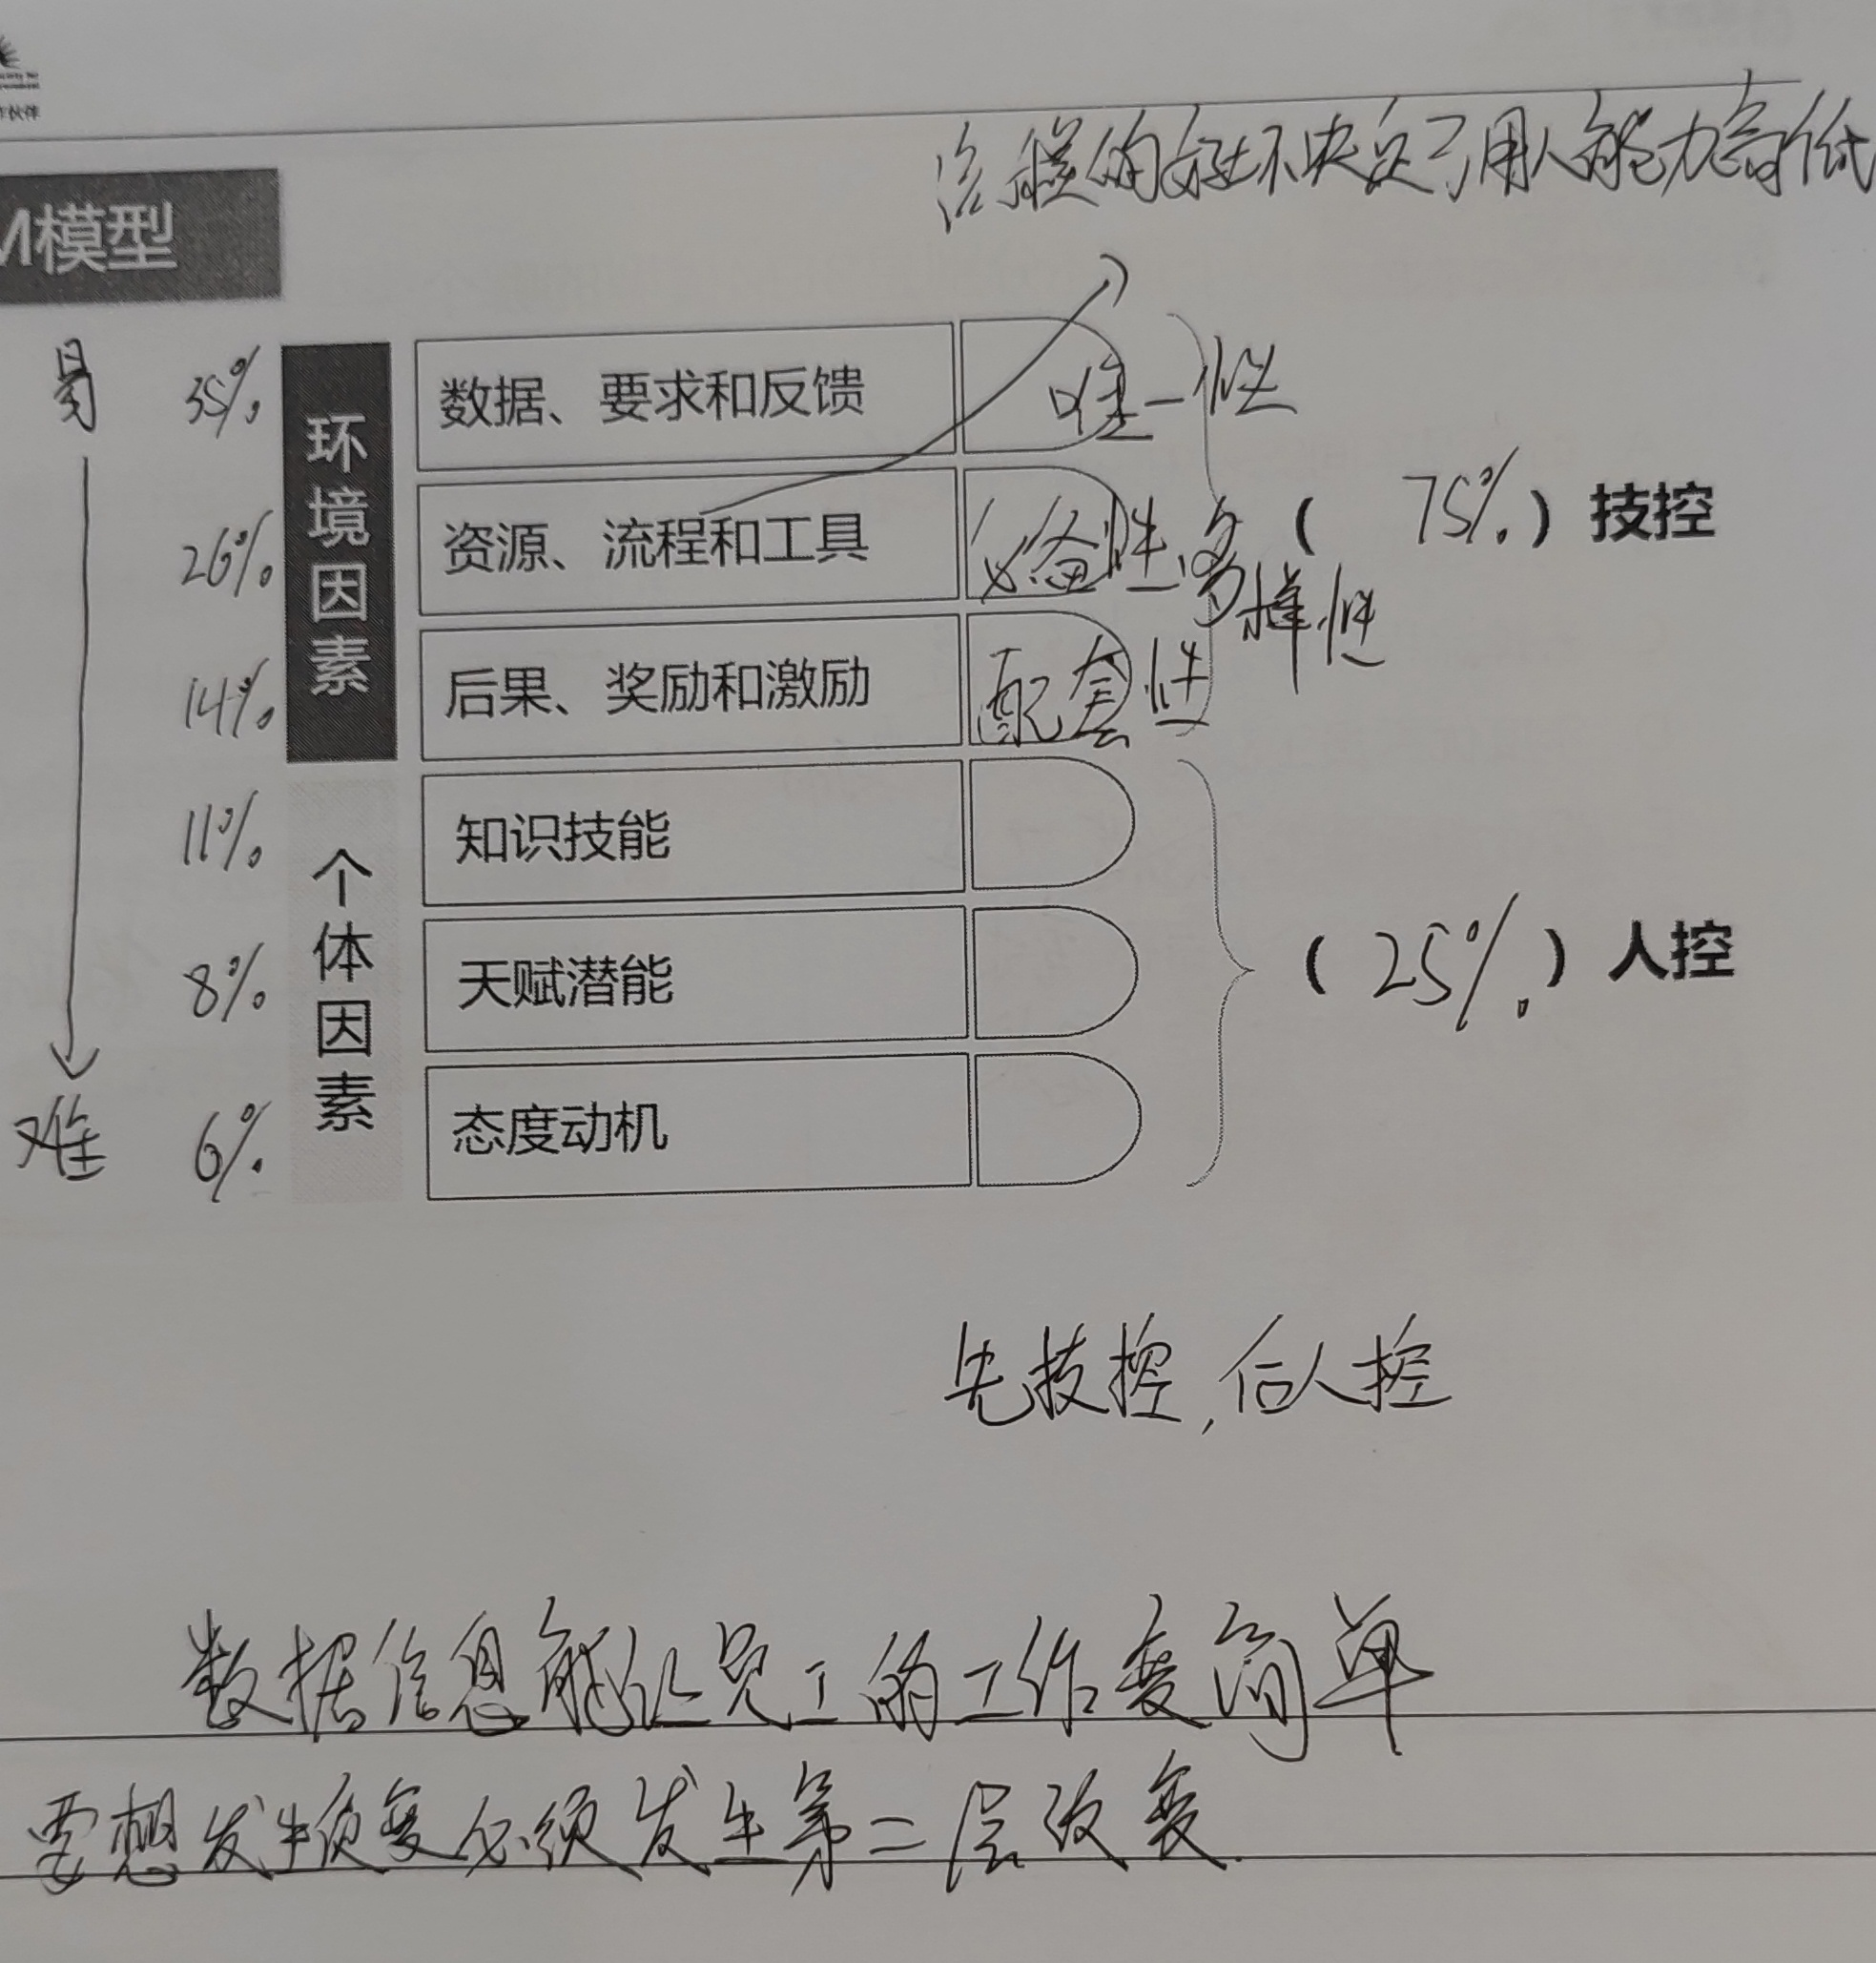 作伙伴
流程的好坏决定了用人能力高低
M模型
易
35% 环境因素 数据、要求和反馈 唯一性
26% 资源、流程和工具 必备性、多样性
(75%) 技控
14% 后果、奖励和激励 配套性
11% 个体因素 知识技能
8% 天赋潜能
(25%) 人控
难 6% 态度动机
先技控,后人控
数据信息能让员工的工作变简单
要想发生质变必须发生第二层改变.